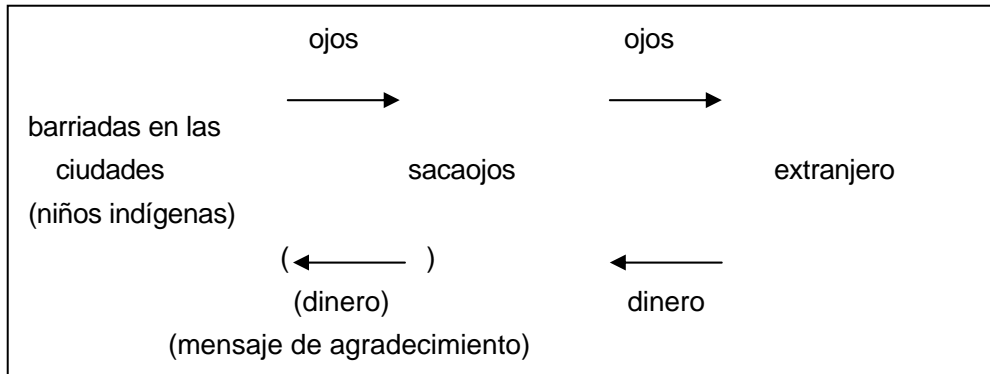 ojos ojos
barriadas en las
ciudades sacaojos extranjero
(niños indígenas)
( )
(dinero) dinero
(mensaje de agradecimiento)